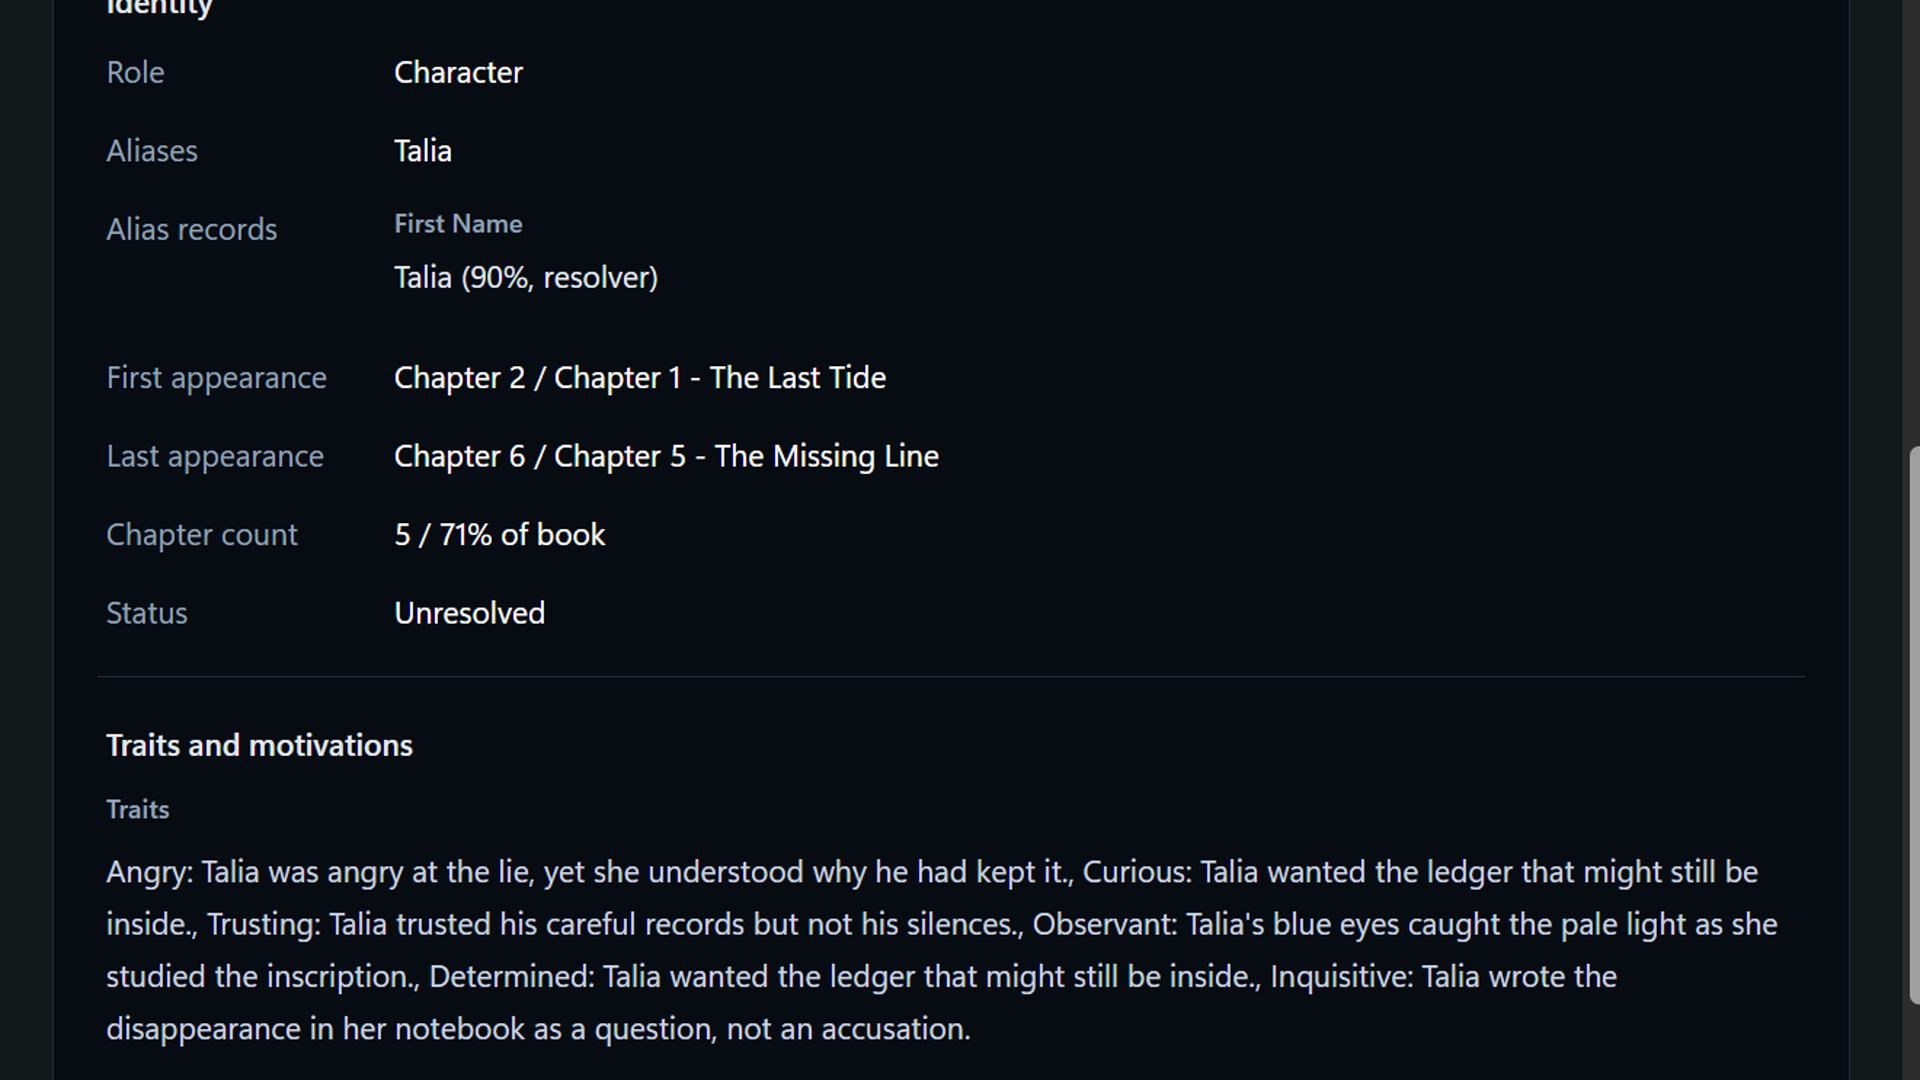 Identity
Role
Character
Aliases
Talia
Alias records
First Name
Talia (90%, resolver)
First appearance
Chapter 2 / Chapter 1 - The Last Tide
Last appearance
Chapter 6 / Chapter 5 - The Missing Line
Chapter count
5 / 71% of book
Status
Unresolved
Traits and motivations
Traits
Angry: Talia was angry at the lie, yet she understood why he had kept it., Curious: Talia wanted the ledger that might still be
inside., Trusting: Talia trusted his careful records but not his silences., Observant: Talia's blue eyes caught the pale light as she
studied the inscription., Determined: Talia wanted the ledger that might still be inside., Inquisitive: Talia wrote the
disappearance in her notebook as a question, not an accusation.